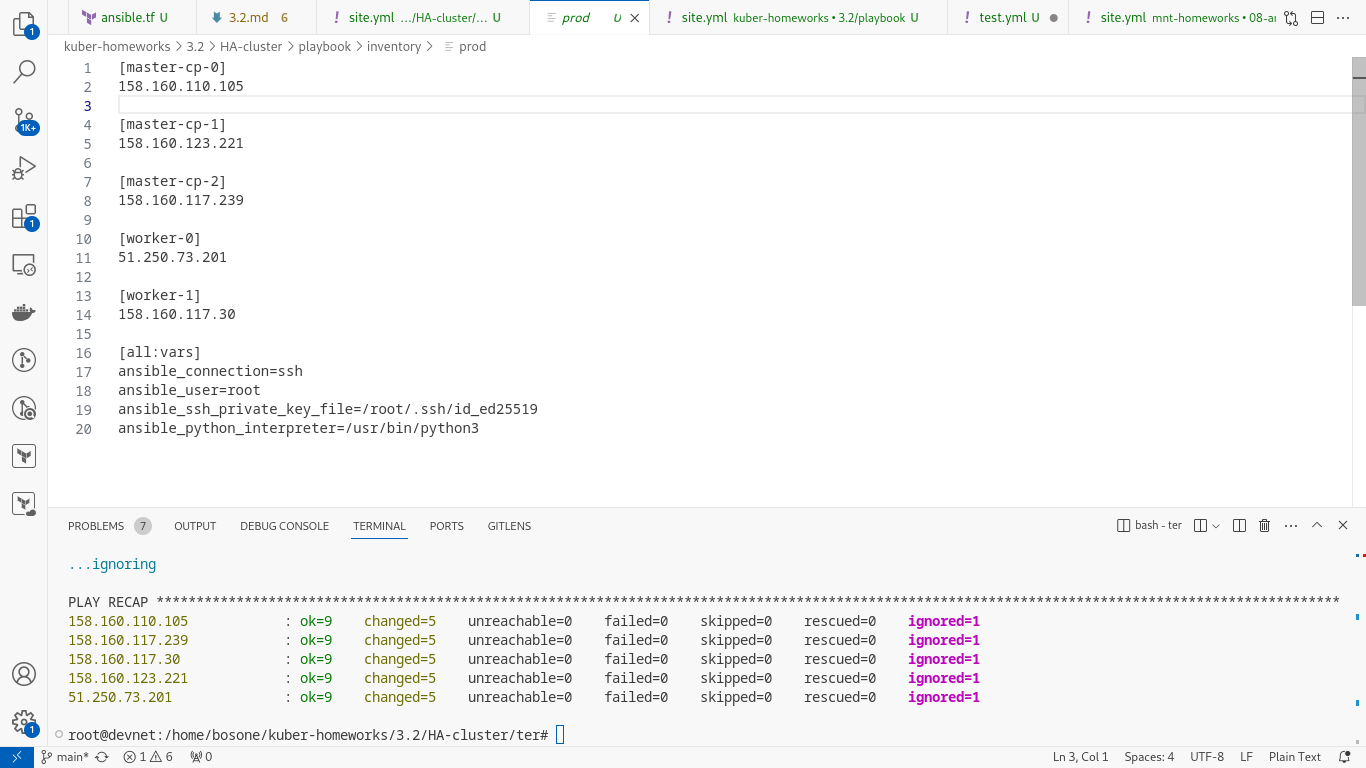 ansible.tf U
3.2.md 6
site.yml .../HA-cluster/... U
prod U
site.yml kuber-homeworks • 3.2/playbook U
test.yml U
site.yml mnt-homeworks • 08-an
kuber-homeworks > 3.2 > HA-cluster > playbook > inventory > prod
1 [master-cp-0]
2 158.160.110.105
3
4 [master-cp-1]
5 158.160.123.221
6
7 [master-cp-2]
8 158.160.117.239
9
10 [worker-0]
11 51.250.73.201
12
13 [worker-1]
14 158.160.117.30
15
16 [all:vars]
17 ansible_connection=ssh
18 ansible_user=root
19 ansible_ssh_private_key_file=/root/.ssh/id_ed25519
20 ansible_python_interpreter=/usr/bin/python3
1
1K+
1
1
PROBLEMS 7 OUTPUT DEBUG CONSOLE TERMINAL PORTS GITLENS
bash - ter
...ignoring
PLAY RECAP ****************************************************************************************************************************************************
158.160.110.105 : ok=9 changed=5 unreachable=0 failed=0 skipped=0 rescued=0 ignored=1
158.160.117.239 : ok=9 changed=5 unreachable=0 failed=0 skipped=0 rescued=0 ignored=1
158.160.117.30 : ok=9 changed=5 unreachable=0 failed=0 skipped=0 rescued=0 ignored=1
158.160.123.221 : ok=9 changed=5 unreachable=0 failed=0 skipped=0 rescued=0 ignored=1
51.250.73.201 : ok=9 changed=5 unreachable=0 failed=0 skipped=0 rescued=0 ignored=1
root@devnet:/home/bosone/kuber-homeworks/3.2/HA-cluster/ter#
main* 1 6 0 Ln 3, Col 1 Spaces: 4 UTF-8 LF Plain Text